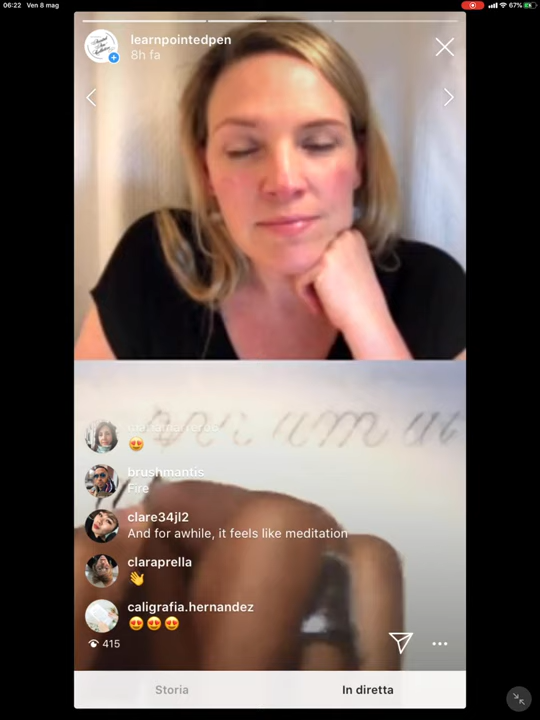 06:22 Ven 8 mag
67%
learnpointedpen
8h fa
brushmantis
Fire
clare34jl2
And for awhile, it feels like meditation
claraprella
👋
caligrafia.hernandez
😍😍😍
415
Storia
In diretta